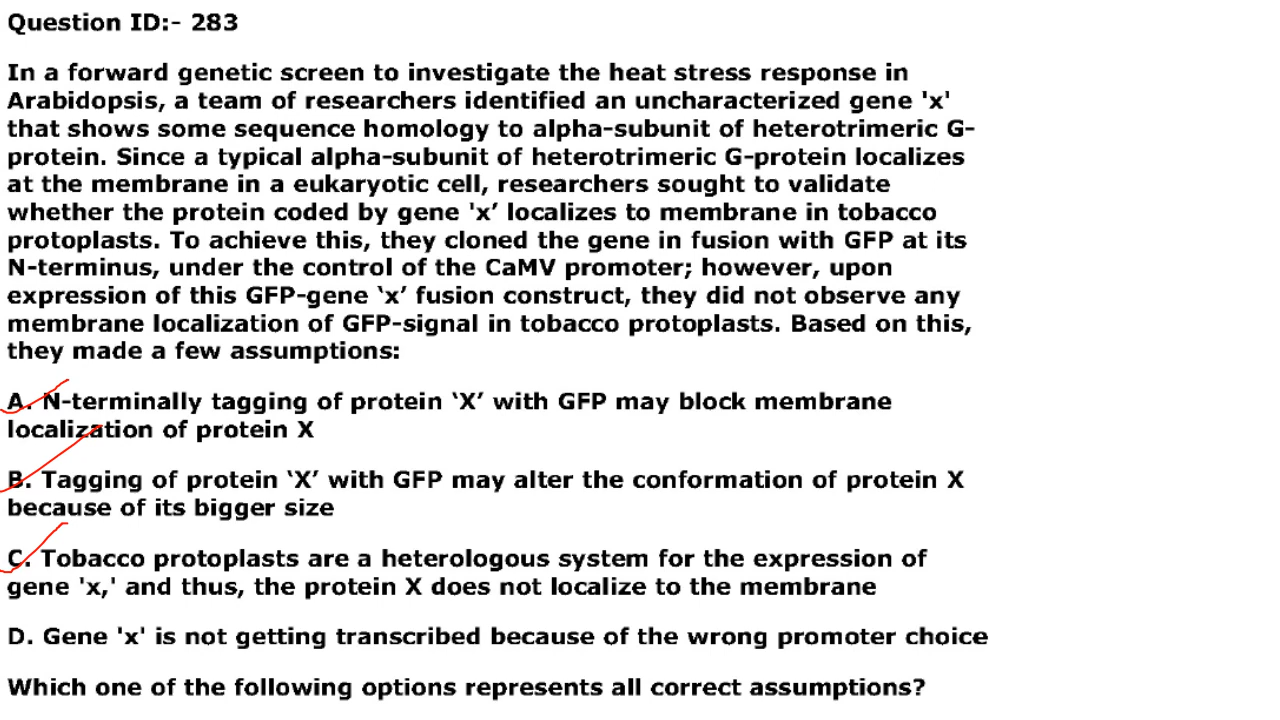 Question ID:- 283
In a forward genetic screen to investigate the heat stress response in
Arabidopsis, a team of researchers identified an uncharacterized gene 'x'
that shows some sequence homology to alpha-subunit of heterotrimeric G-
protein. Since a typical alpha-subunit of heterotrimeric G-protein localizes
at the membrane in a eukaryotic cell, researchers sought to validate
whether the protein coded by gene 'x’ localizes to membrane in tobacco
protoplasts. To achieve this, they cloned the gene in fusion with GFP at its
N-terminus, under the control of the CaMV promoter; however, upon
expression of this GFP-gene ‘x’ fusion construct, they did not observe any
membrane localization of GFP-signal in tobacco protoplasts. Based on this,
they made a few assumptions:
A. N-terminally tagging of protein ‘X’ with GFP may block membrane
localization of protein X
B. Tagging of protein ‘X’ with GFP may alter the conformation of protein X
because of its bigger size
C. Tobacco protoplasts are a heterologous system for the expression of
gene 'x,' and thus, the protein X does not localize to the membrane
D. Gene 'x' is not getting transcribed because of the wrong promoter choice
Which one of the following options represents all correct assumptions?